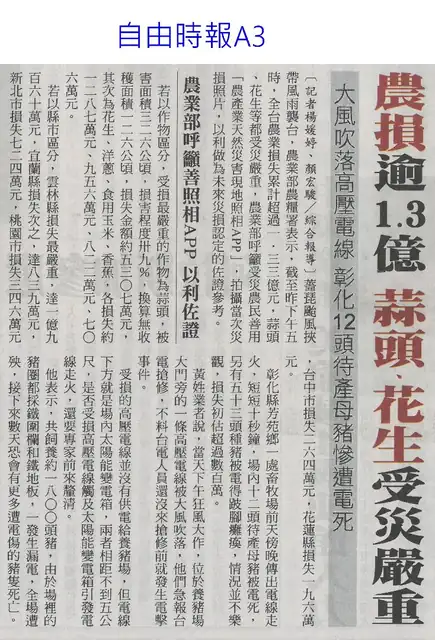 自由時報A3
農損逾1.3億 蒜頭、花生受災嚴重
大風吹落高壓電線 彰化12頭待產母豬慘遭電死
〔記者楊媛婷、顏宏駿／綜合報導〕颱風挾
帶風雨襲台，農業部農糧署表示，截至昨下午五
時，全台農業損失累計超過一．三三億元，蒜頭
、花生等都受災嚴重，農業部呼籲受災農民善用
「農產業天然災害現地照相APP」，拍攝當次災
損照片，以利做為未來災損認定的佐證參考。
農業部呼籲善照相APP 以利佐證
若以作物區分，受損最嚴重的作物為蒜頭，被
害面積三二六公頃，損害程度卅九％，換算無收
穫面積一二六公頃，損失金額約五三〇七萬元，
其次為花生、洋蔥、食用玉米、香蕉，各損失約
一二八七萬元、九五六萬元、八二二萬元、七〇
六萬元。
若以縣市區分，雲林縣損失最嚴重，達一億九
百六十萬元，宜蘭縣損失次之，達八三九萬元，
新北市損失七二四萬元，桃園市損失三四六萬元
，台中市損失二六四萬元，花蓮縣損失一九六萬
元。
彰化縣芳苑鄉一處畜牧場前天傍晚傳出電線走
火，短短十秒鐘，場內十二頭待產母豬被電死，
另有五十三頭種豬被電得跛腳癱瘓，情況並不樂
觀，損失初估超過數百萬。
黃姓業者說，當天下午狂風大作，位於養豬場
大門旁的一條高壓電線被大風吹落，他們急報台
電搶修，不料台電人員還沒來搶修前就發生電擊
事件。
受損的高壓電線並沒有供電給養豬場，但電線
下方就是場內太陽能變電箱，兩者相距不到五公
尺，是否受損高壓電線觸及太陽能變電箱引發電
線走火，還要專家前來釐清。
他表示，共飼養約一八〇〇頭豬，由於場裡的
豬圈都採鐵圍欄和鐵地板，一發生漏電，全場遭
殃，接下來數天恐會有更多遭電傷的豬隻死亡。